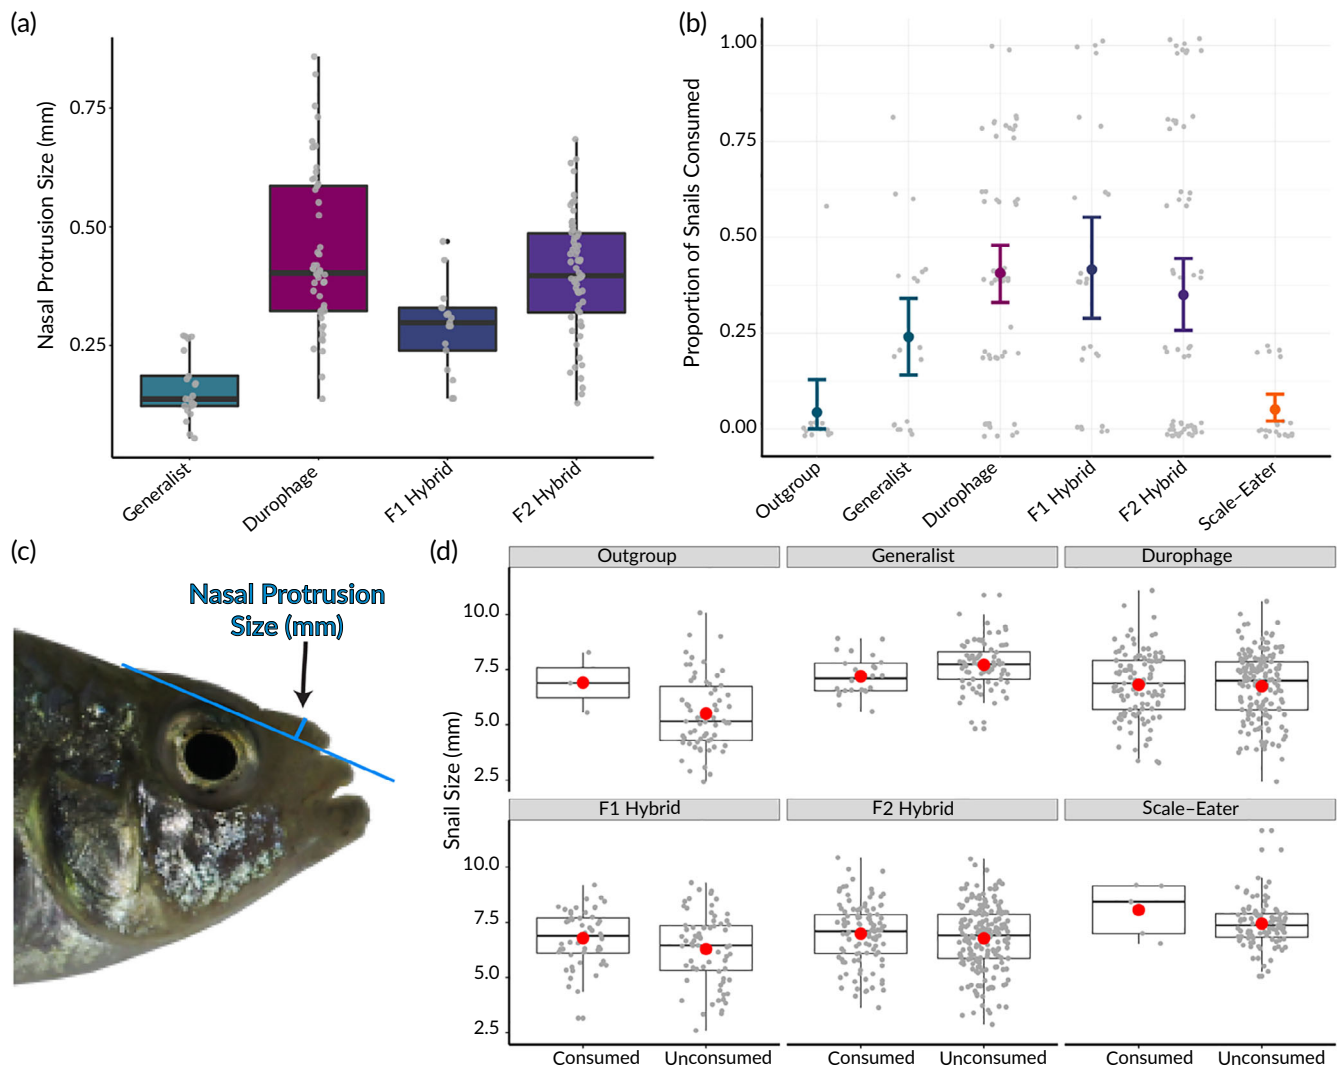 (a)
Nasal Protrusion Size (mm)
0.75
0.50
0.25
Generalist
Durophage
F1 Hybrid
F2 Hybrid
(b)
Proportion of Snails Consumed
1.00
0.75
0.50
0.25
0.00
Outgroup
Generalist
Durophage
F1 Hybrid
F2 Hybrid
Scale–Eater
(c)
Nasal Protrusion
Size (mm)
(d)
Snail Size (mm)
Outgroup
Generalist
Durophage
10.0
7.5
5.0
2.5
F1 Hybrid
F2 Hybrid
Scale–Eater
10.0
7.5
5.0
2.5
Consumed
Unconsumed
Consumed
Unconsumed
Consumed
Unconsumed